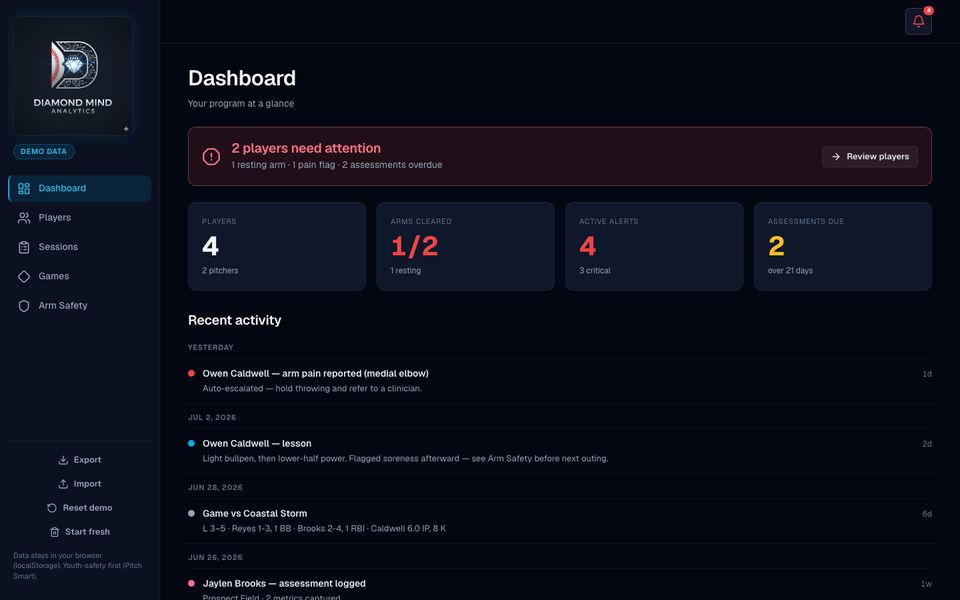 DIAMOND MIND
ANALYTICS
DEMO DATA
Dashboard
Players
Sessions
Games
Arm Safety
Export
Import
Reset demo
Start fresh
Data stays in your browser
(localStorage). Youth-safety first (Pitch
Smart).
4
Dashboard
Your program at a glance
2 players need attention
1 resting arm · 1 pain flag · 2 assessments overdue
Review players
PLAYERS
4
2 pitchers
ARMS CLEARED
1/2
1 resting
ACTIVE ALERTS
4
3 critical
ASSESSMENTS DUE
2
over 21 days
Recent activity
YESTERDAY
Owen Caldwell — arm pain reported (medial elbow)
1d
Auto-escalated — hold throwing and refer to a clinician.
JUL 2, 2026
Owen Caldwell — lesson
2d
Light bullpen, then lower-half power. Flagged soreness afterward — see Arm Safety before next outing.
JUN 28, 2026
Game vs Coastal Storm
6d
L 3–5 · Reyes 1-3, 1 BB · Brooks 2-4, 1 RBI · Caldwell 6.0 IP, 8 K
JUN 26, 2026
Jaylen Brooks — assessment logged
1w
Prospect Field · 2 metrics captured